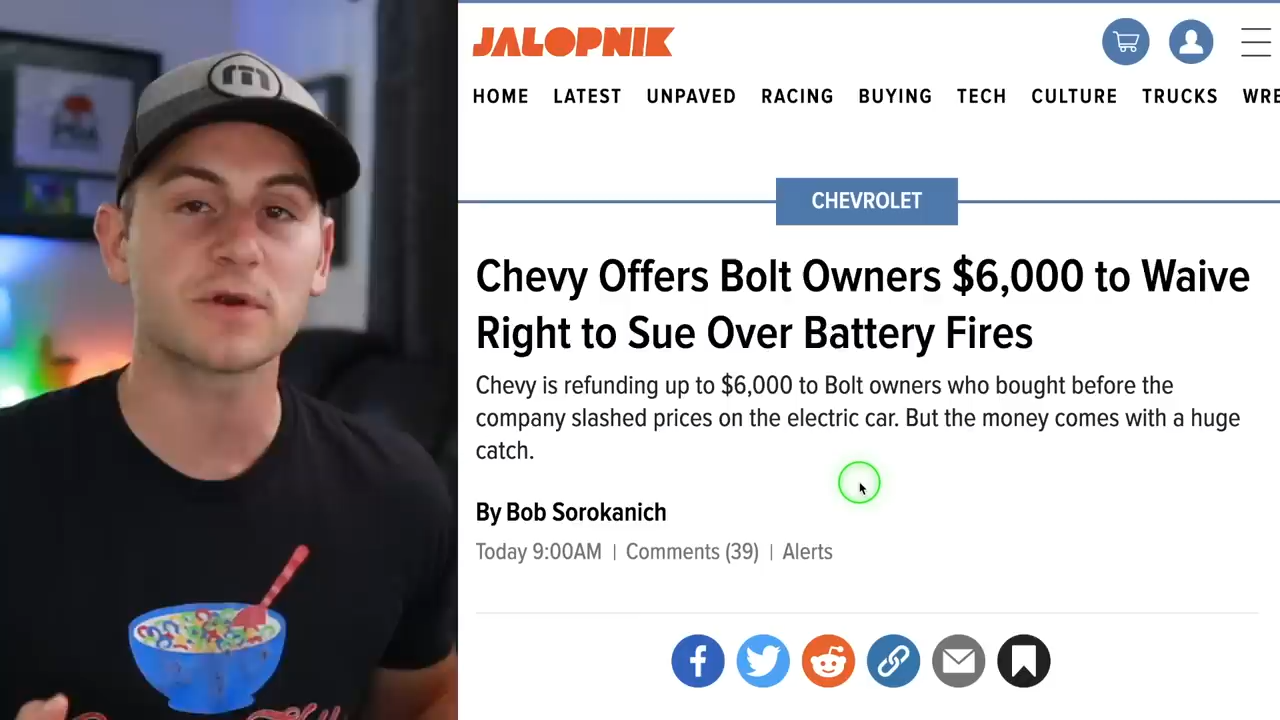 JALOPNIK
HOME LATEST UNPAVED RACING BUYING TECH CULTURE TRUCKS WRE
CHEVROLET
Chevy Offers Bolt Owners $6,000 to Waive
Right to Sue Over Battery Fires
Chevy is refunding up to $6,000 to Bolt owners who bought before the
company slashed prices on the electric car. But the money comes with a huge
catch.
By Bob Sorokanich
Today 9:00AM | Comments (39) | Alerts